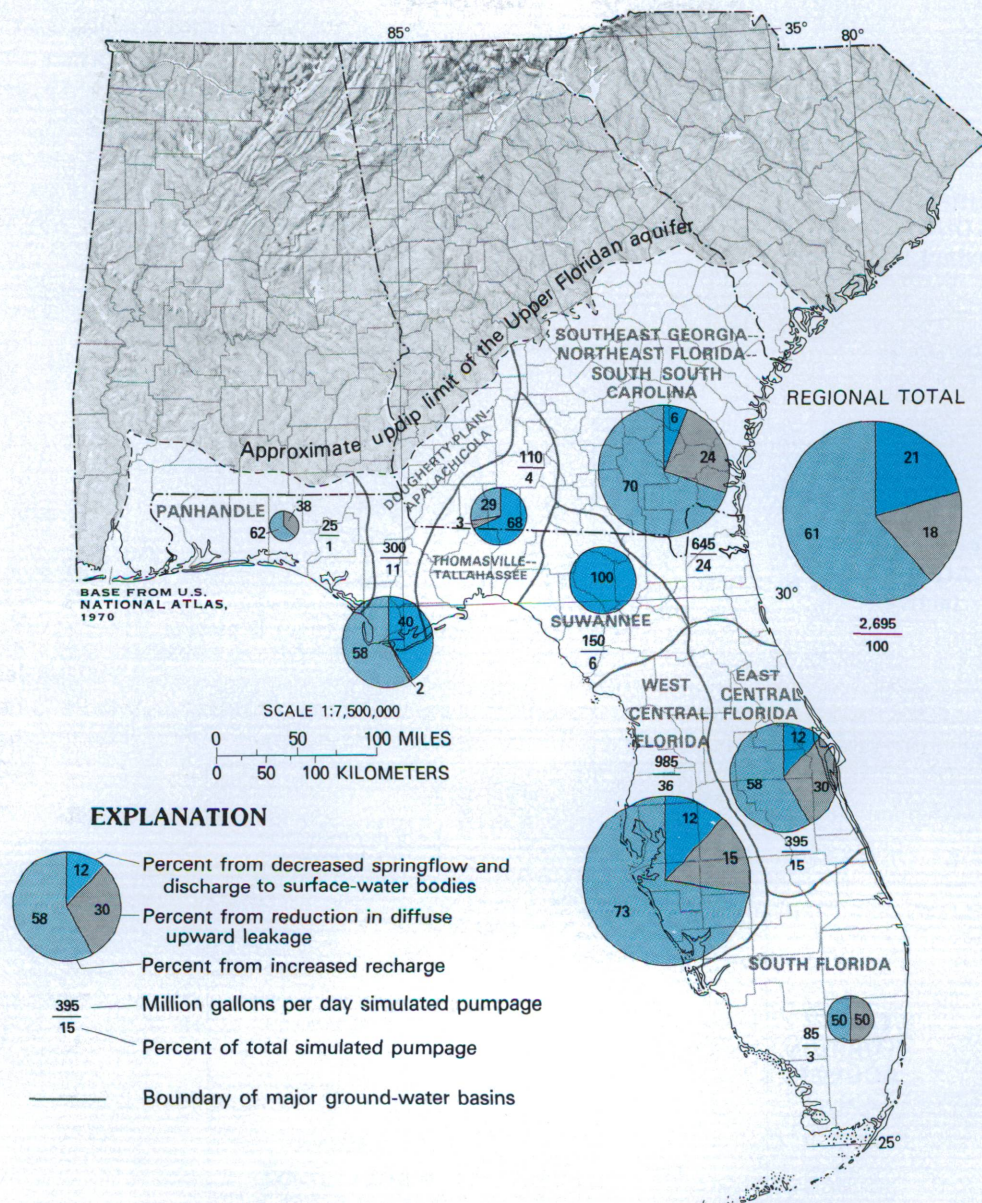 85°
35°
80°
Approximate updip limit of the Upper Floridan aquifer
SOUTHEAST GEORGIA--
NORTHEAST FLORIDA--
SOUTH SOUTH
CAROLINA
6
24
70
645
24
REGIONAL TOTAL
21
61
18
2,695
100
DOUGHERTY PLAIN--
APALACHICOLA
110
4
29
3
68
THOMASVILLE--
TALLAHASSEE
PANHANDLE
38
62
25
1
300
11
40
58
2
100
SUWANNEE
150
6
30°
BASE FROM U.S.
NATIONAL ATLAS,
1970
SCALE 1:7,500,000
0 50 100 MILES
0 50 100 KILOMETERS
WEST
CENTRAL
FLORIDA
985
36
12
15
73
EAST
CENTRAL
FLORIDA
12
58
30
395
15
SOUTH FLORIDA
50 50
85
3
25°
EXPLANATION
12
58
30
Percent from decreased springflow and
discharge to surface-water bodies
Percent from reduction in diffuse
upward leakage
Percent from increased recharge
395
15
Million gallons per day simulated pumpage
Percent of total simulated pumpage
Boundary of major ground-water basins